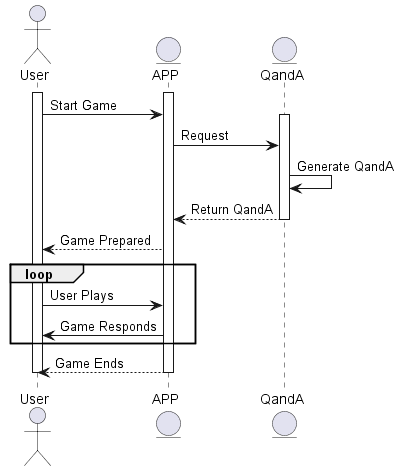 User
APP
QandA
Start Game
Request
Generate QandA
Return QandA
Game Prepared
loop
User Plays
Game Responds
Game Ends
User
APP
QandA